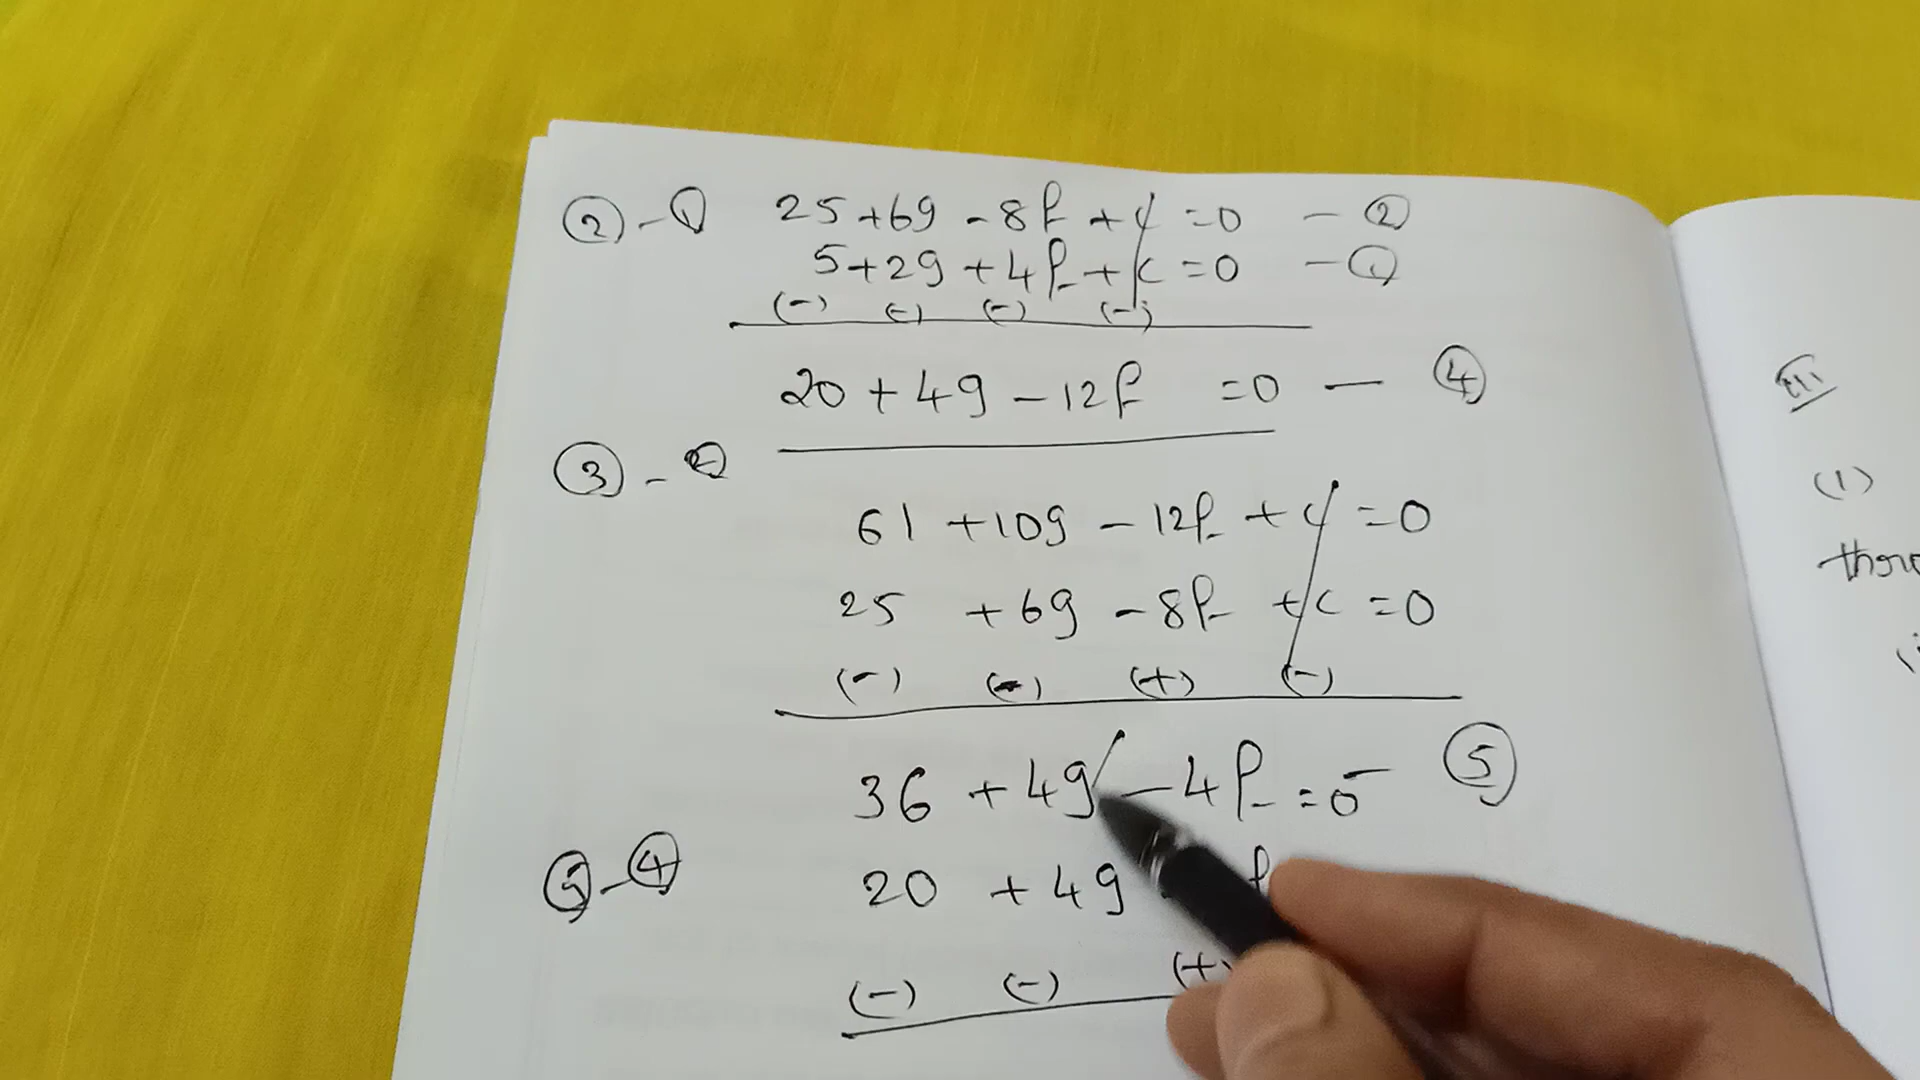 ② - ① 25 + 6g - 8f + c = 0 - ②
5 + 2g + 4f + c = 0 - ①
(-) (-) (-) (-)
20 + 4g - 12f = 0 - ④
③ - ②
61 + 10g - 12f + c = 0
25 + 6g - 8f + c = 0
(-) (-) (+) (-)
36 + 4g - 4f = 0 - ⑤
⑤ - ④ 20 + 4g f
(-) (-) (+)
III
(1)